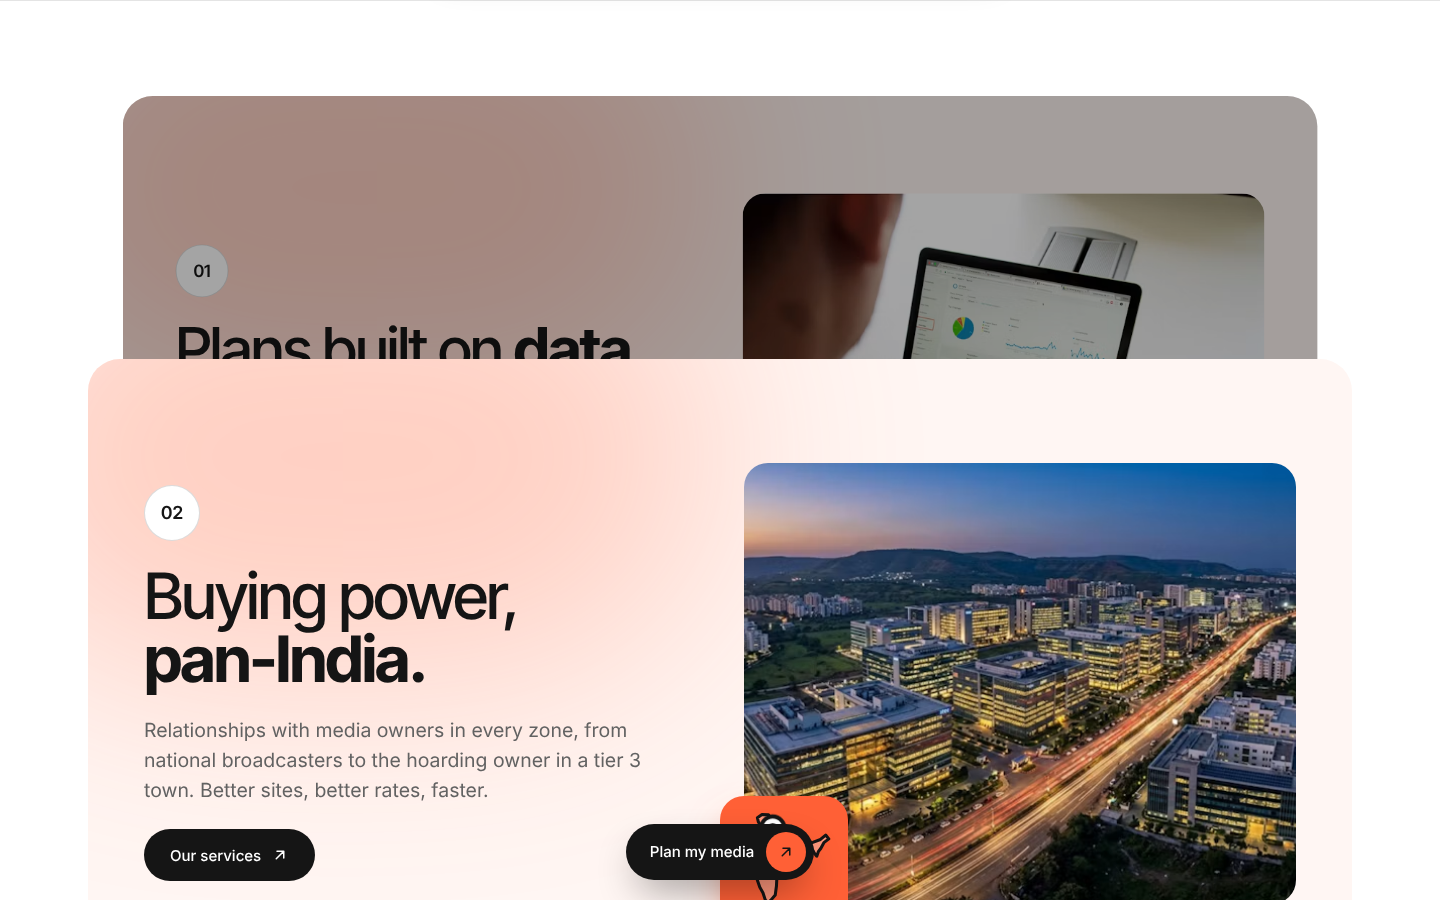 01
Plans built on data
02
Buying power,
pan-India.
Relationships with media owners in every zone, from
national broadcasters to the hoarding owner in a tier 3
town. Better sites, better rates, faster.
Our services
Plan my media